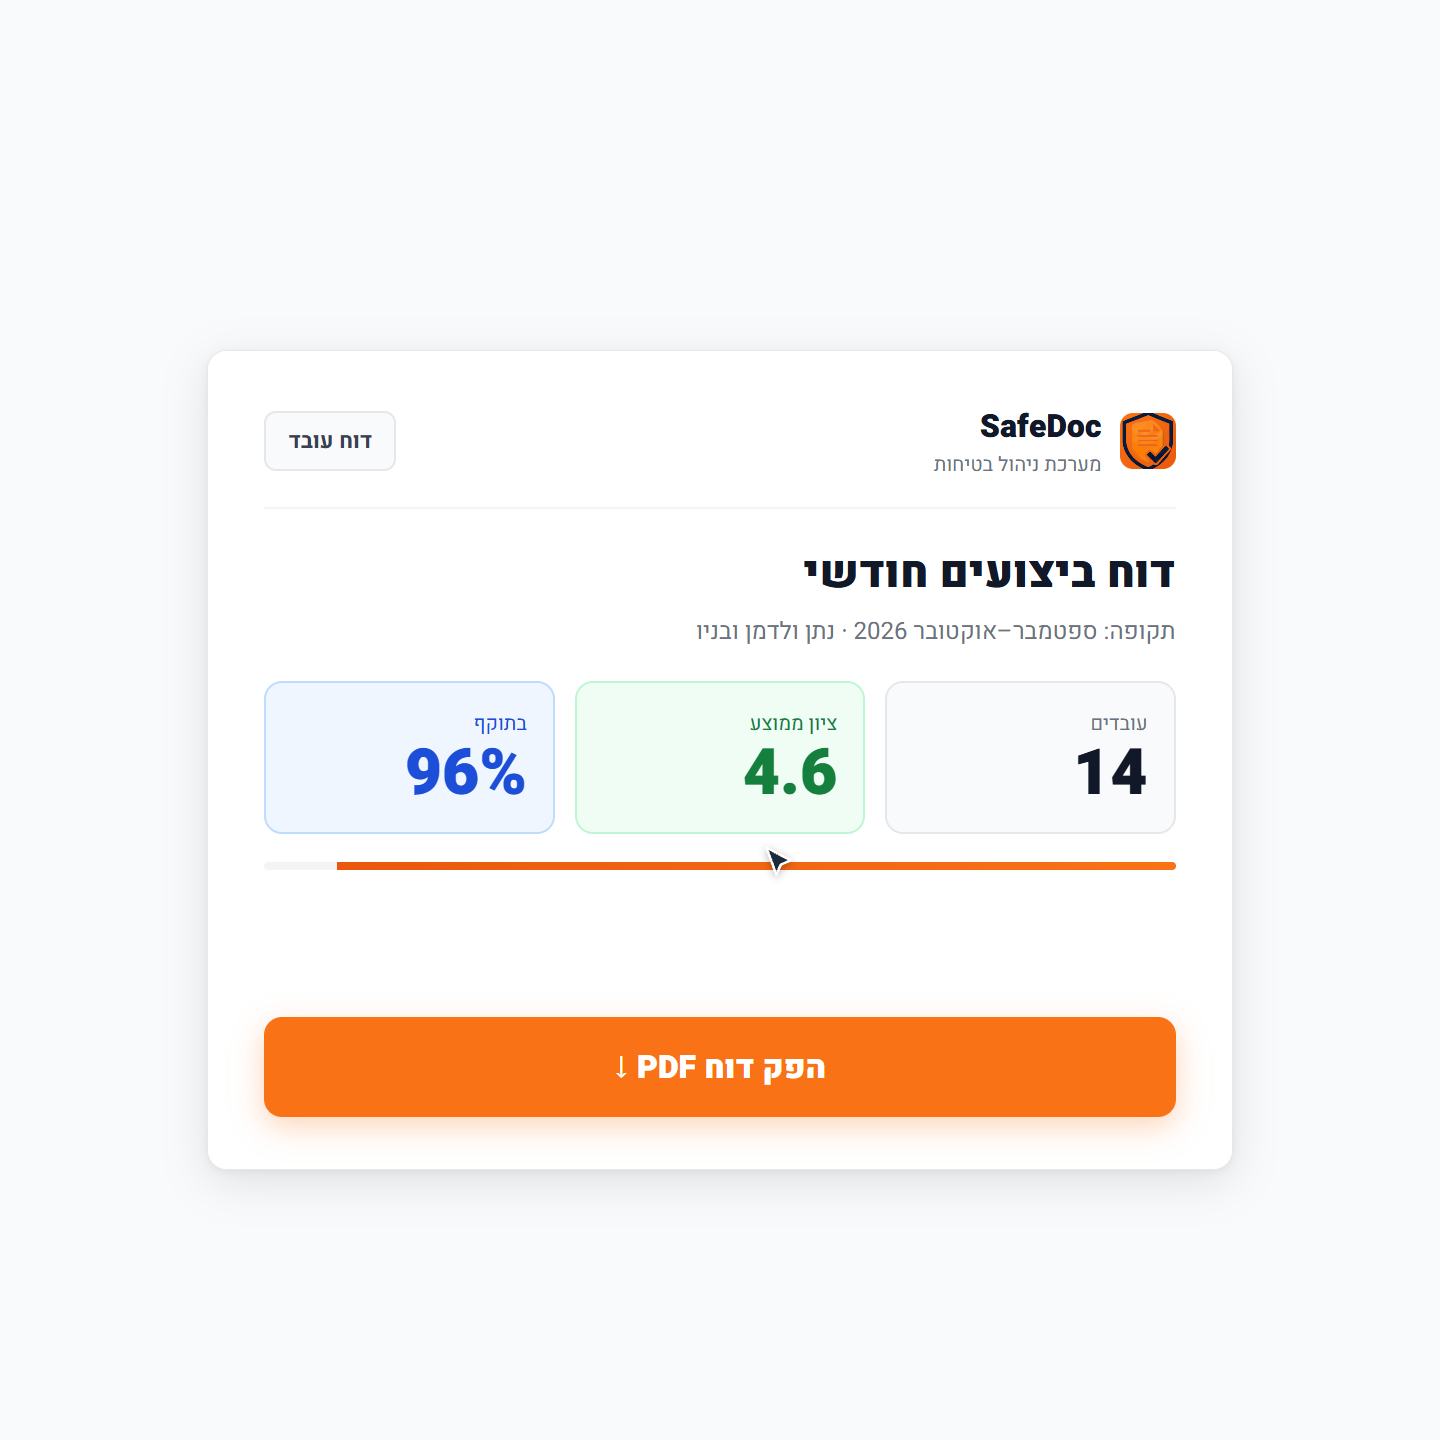 SafeDoc
מערכת ניהול בטיחות
דוח עובד
דוח ביצועים חודשי
תקופה: ספטמבר–אוקטובר 2026 · נתן ולדמן ובניו
עובדים
14
ציון ממוצע
4.6
בתוקף
96%
הפק דוח PDF ↓